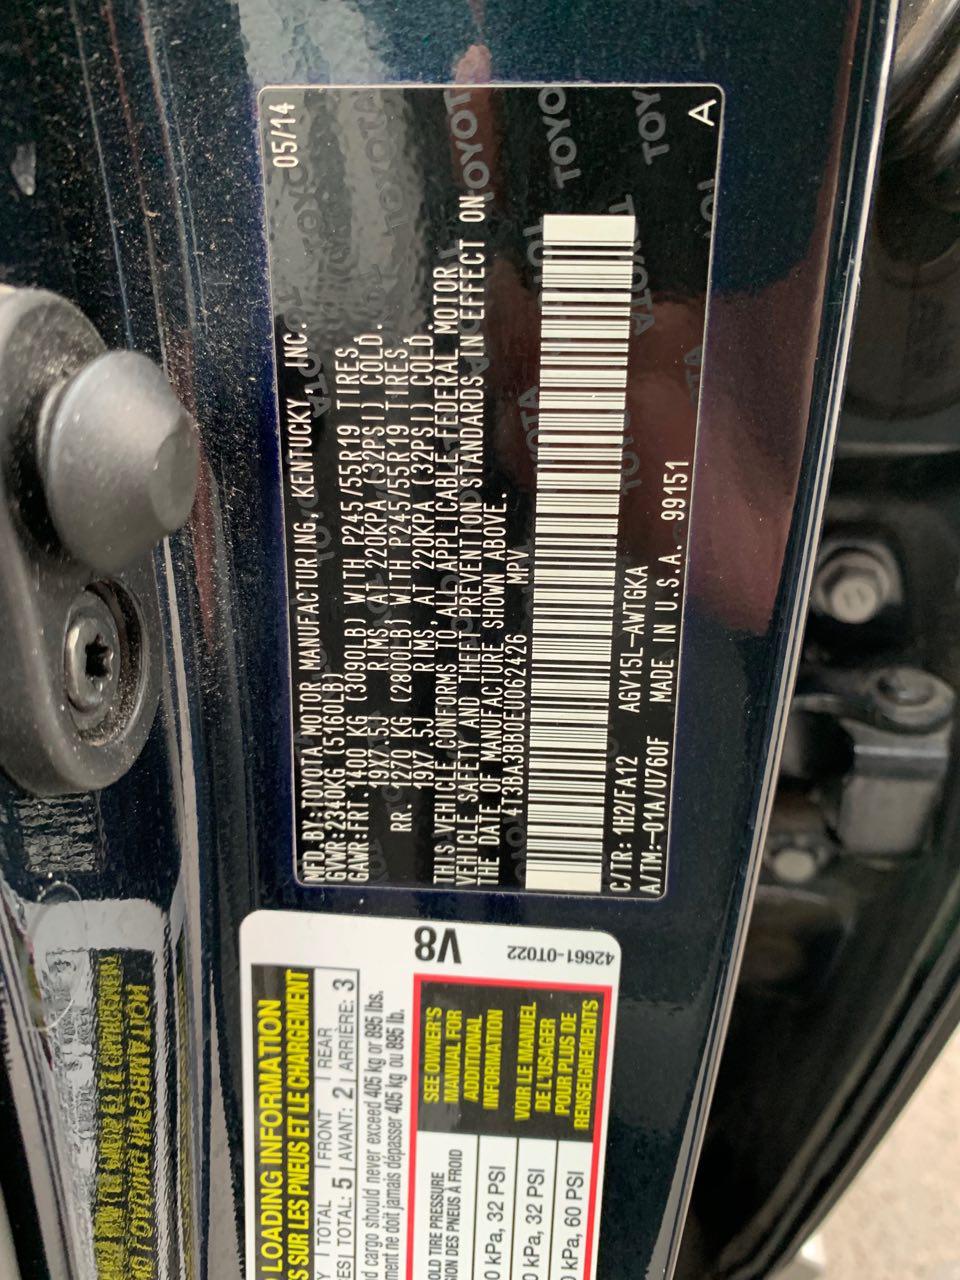 05/14
MFD.BY:TOYOTA MOTOR MANUFACTURING, KENTUCKY, INC.
GVWR:2340KG (5160LB)
GAWR:FRT 1400 KG (3090LB) WITH P245/55R19 TIRES,
19X7.5J RIMS, AT 220KPA (32PSI) COLD.
RR. 1270 KG (2800LB) WITH P245/55R19 TIRES,
19X7.5J RIMS, AT 220KPA (32PSI) COLD.
THIS VEHICLE CONFORMS TO ALL APPLICABLE FEDERAL MOTOR
VEHICLE SAFETY AND THEFT PREVENTION STANDARDS IN EFFECT ON
THE DATE OF MANUFACTURE SHOWN ABOVE.
4T3BA3BB0EU062426 MPV
C/TR: 1H2/FA12 AGV15L-AWTGKA
A/TM:-01A/U760F MADE IN U.S.A. 99151
A
V8
42661-0T022
LOADING INFORMATION
SUR LES PNEUS ET LE CHARGEMENT
TOTAL FRONT REAR
TOTAL: 5 AVANT: 2 ARRIÈRE: 3
cargo should never exceed 405 kg or 895 lbs.
ne doit jamais dépasser 405 kg ou 895 lb.
OLD TIRE PRESSURE
SION DES PNEUS À FROID
kPa, 32 PSI
kPa, 32 PSI
kPa, 60 PSI
SEE OWNER'S
MANUAL FOR
ADDITIONAL
INFORMATION
VOIR LE MANUEL
DE L'USAGER
POUR PLUS DE
RENSEIGNEMENTS